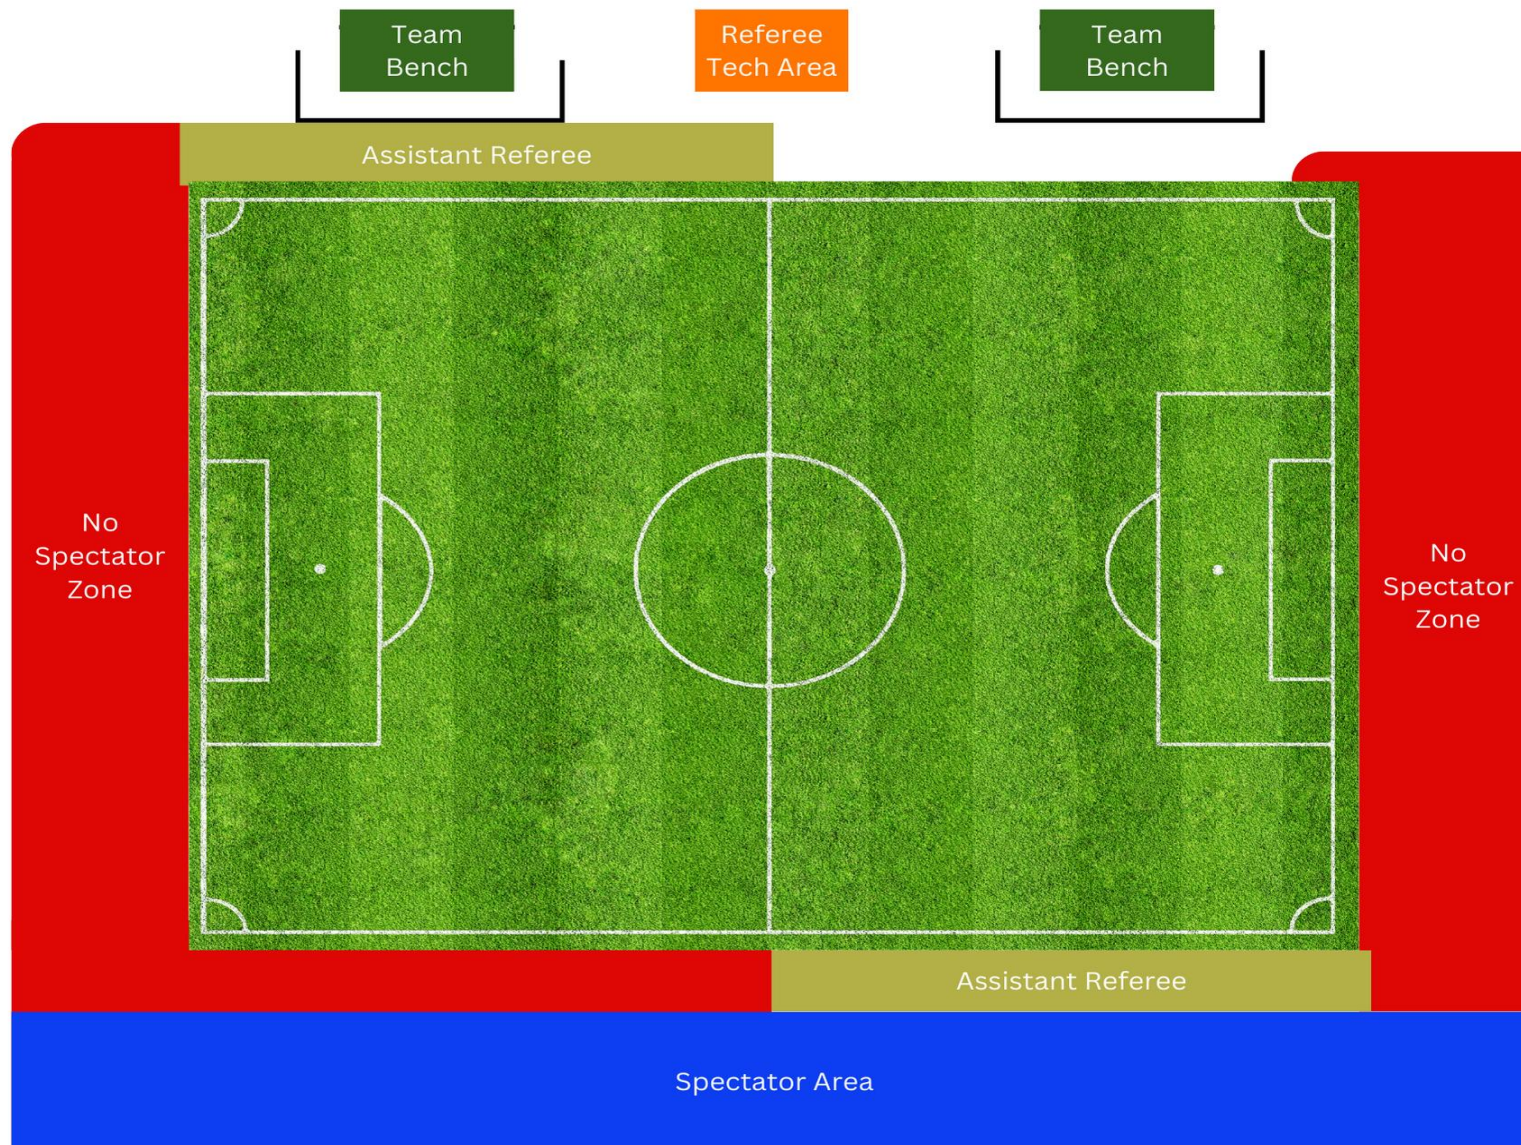 Team
Bench
Referee
Tech Area
Team
Bench
Assistant Referee
No
Spectator
Zone
No
Spectator
Zone
Assistant Referee
Spectator Area